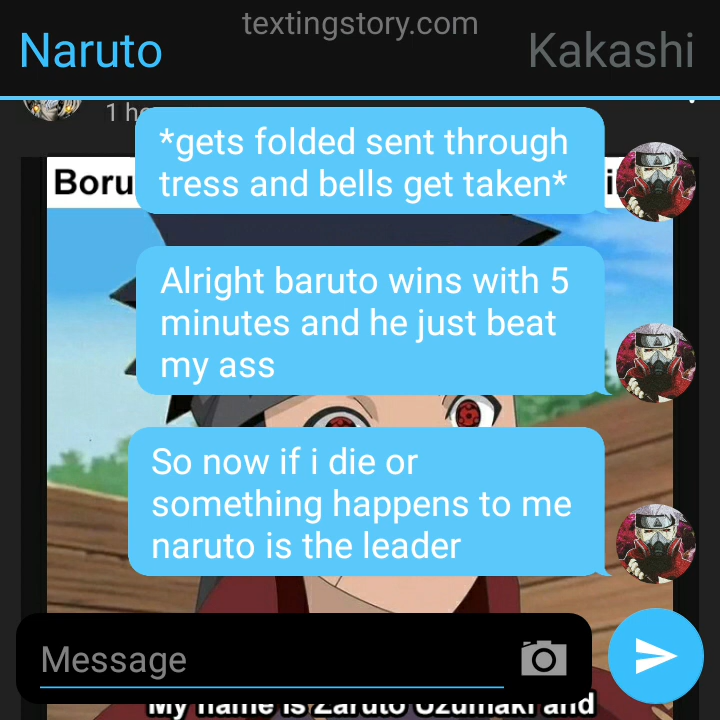 textingstory.com
Naruto
Kakashi
*gets folded sent through
tress and bells get taken*
Alright baruto wins with 5
minutes and he just beat
my ass
So now if i die or
something happens to me
naruto is the leader
Message
My name is Zaruto Uzumaki and